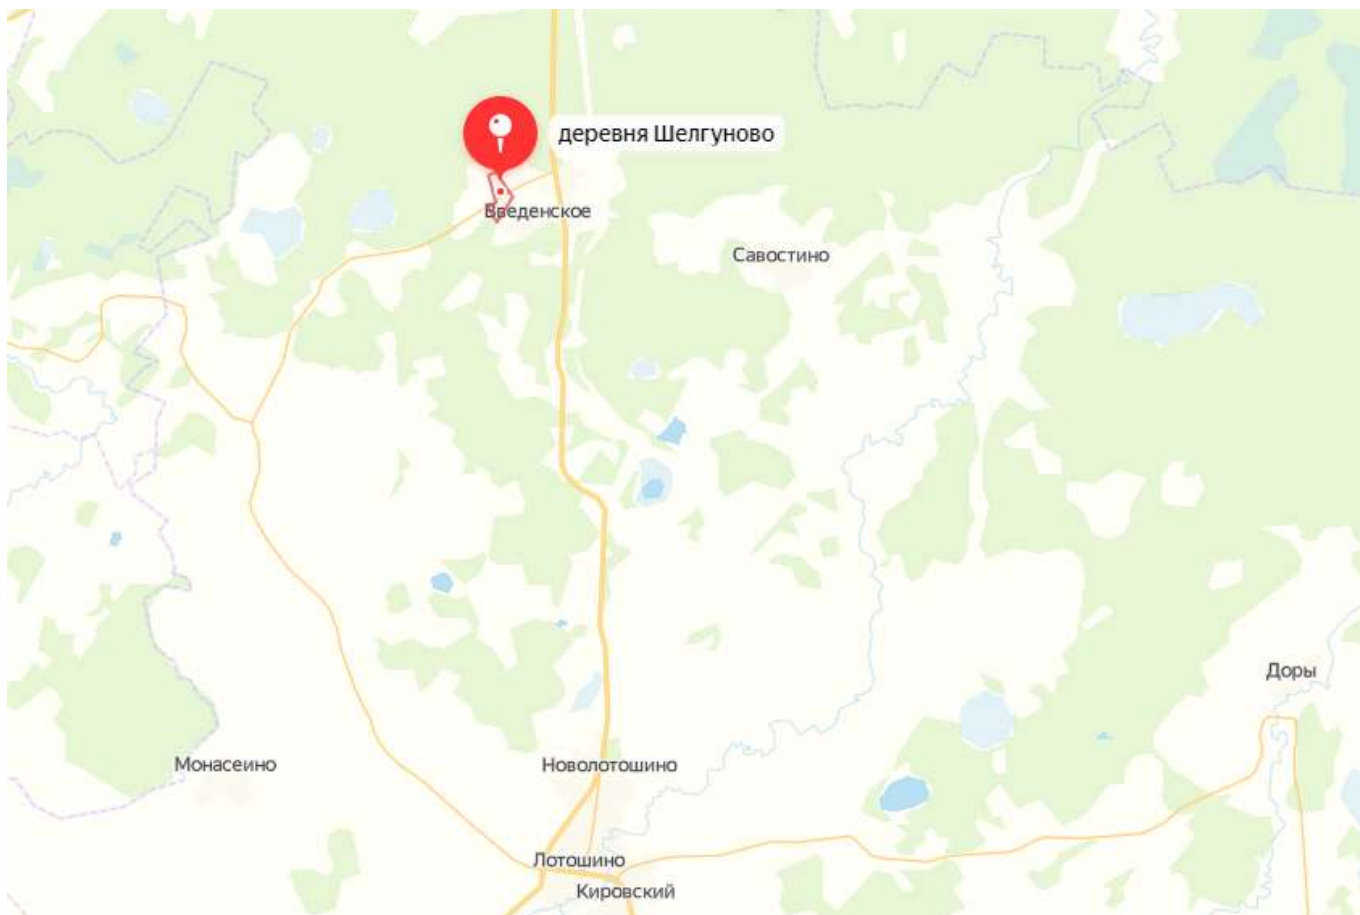 деревня Шелгуново
Введенское
Савостино
Доры
Монасеино
Новолотошино
Лотошино
Кировский